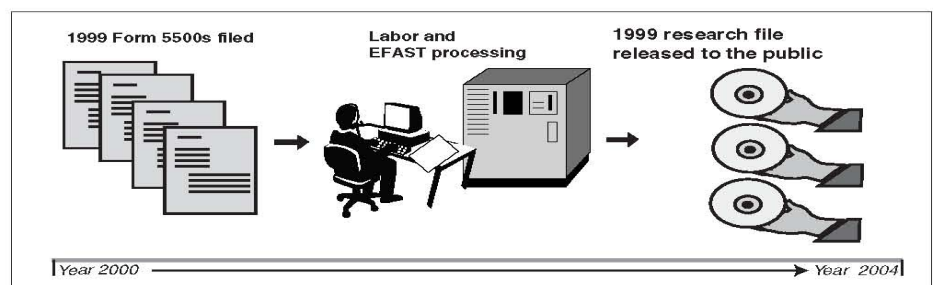 1999 Form 5500s filed
Labor and
EFAST processing
1999 research file
released to the public
Year 2000
Year 2004